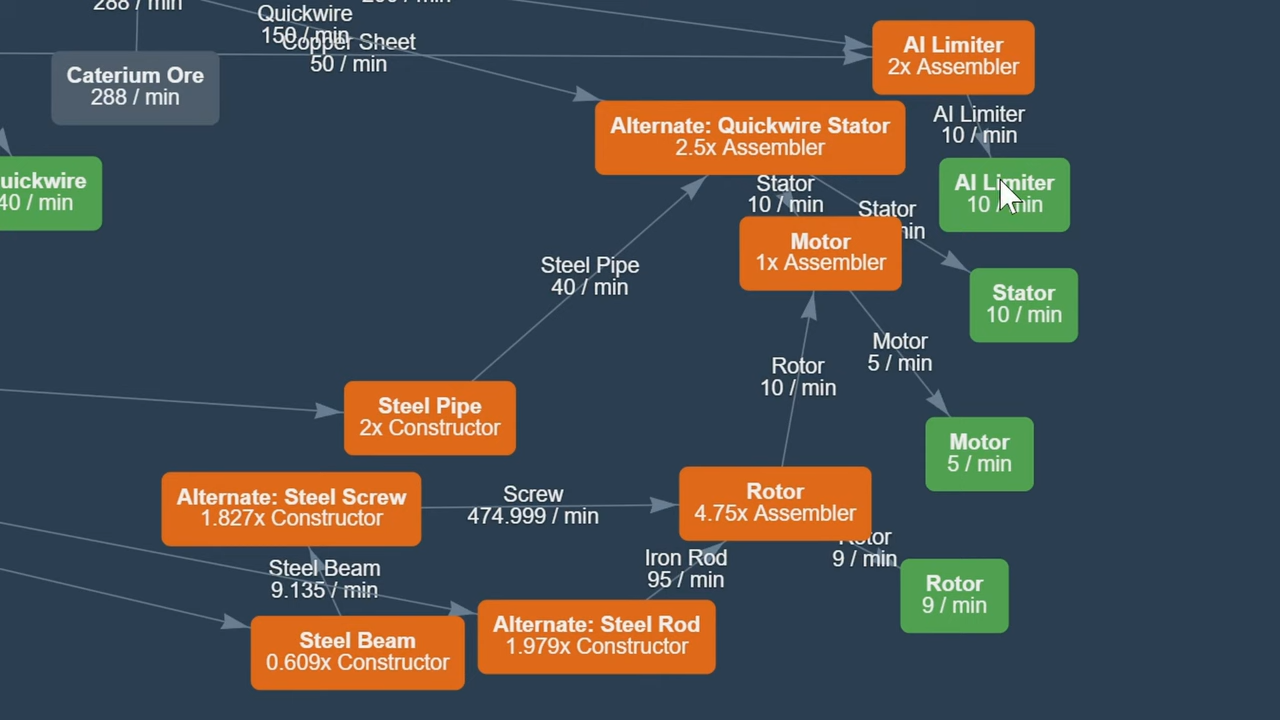 288 / min
Quickwire
150 / min
Copper Sheet
50 / min
AI Limiter
2x Assembler
Caterium Ore
288 / min
AI Limiter
10 / min
Alternate: Quickwire Stator
2.5x Assembler
uickwire
40 / min
Stator
10 / min
AI Limiter
10 / min
Stator
min
Motor
1x Assembler
Steel Pipe
40 / min
Stator
10 / min
Motor
5 / min
Rotor
10 / min
Steel Pipe
2x Constructor
Motor
5 / min
Alternate: Steel Screw
1.827x Constructor
Screw
474.999 / min
Rotor
4.75x Assembler
Rotor
9 / min
Iron Rod
95 / min
Steel Beam
9.135 / min
Rotor
9 / min
Steel Beam
0.609x Constructor
Alternate: Steel Rod
1.979x Constructor